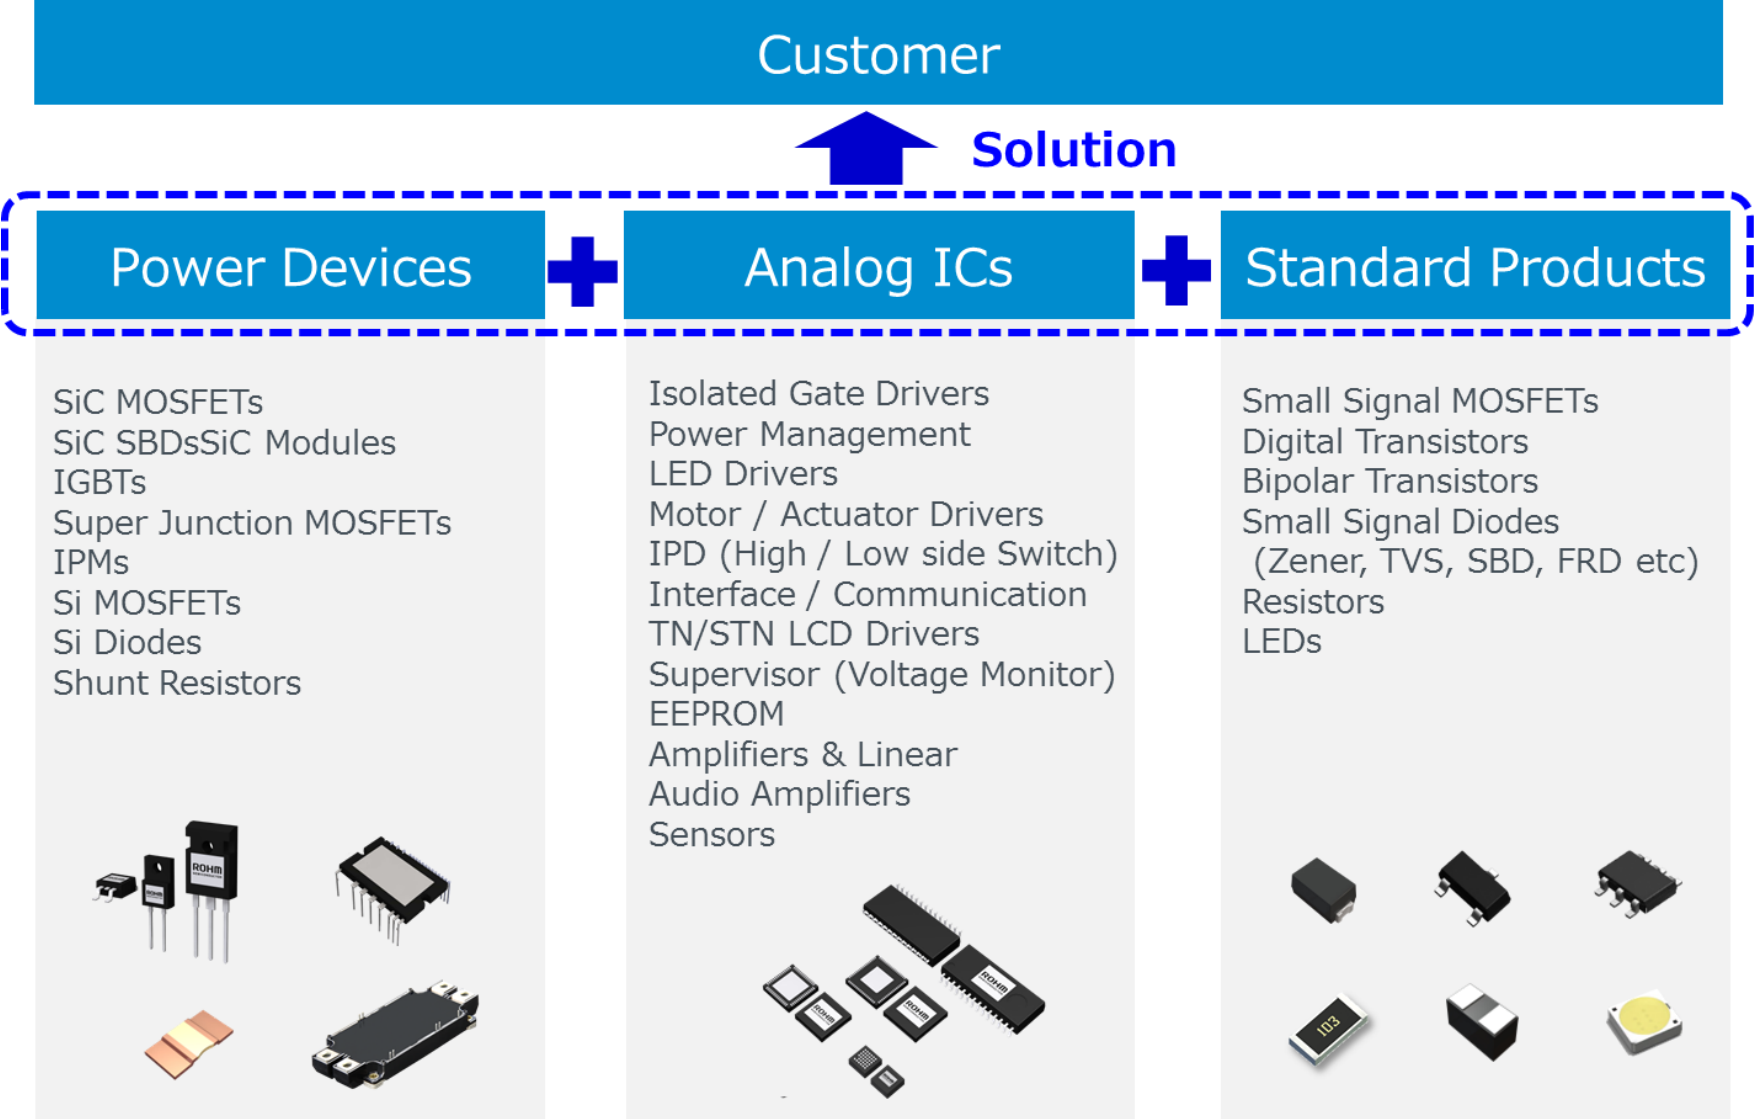 Customer
Solution
Power Devices
Analog ICs
Standard Products
SiC MOSFETs
SiC SBDsSiC Modules
IGBTs
Super Junction MOSFETs
IPMs
Si MOSFETs
Si Diodes
Shunt Resistors
Isolated Gate Drivers
Power Management
LED Drivers
Motor / Actuator Drivers
IPD (High / Low side Switch)
Interface / Communication
TN/STN LCD Drivers
Supervisor (Voltage Monitor)
EEPROM
Amplifiers & Linear
Audio Amplifiers
Sensors
Small Signal MOSFETs
Digital Transistors
Bipolar Transistors
Small Signal Diodes
(Zener, TVS, SBD, FRD etc)
Resistors
LEDs
ROHM
ROHM
ROHM
ROHM
ROHM
103